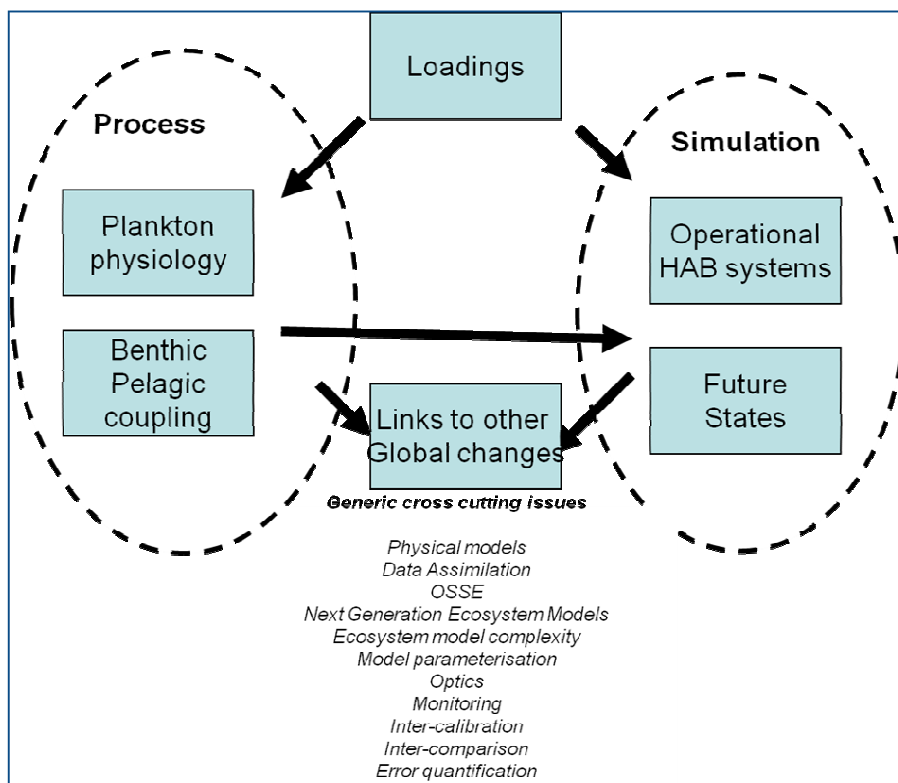 Loadings
Process
Simulation
Plankton
physiology
Operational
HAB systems
Benthic
Pelagic
coupling
Future
States
Links to other
Global changes
Generic cross cutting issues
Physical models
Data Assimilation
OSSE
Next Generation Ecosystem Models
Ecosystem model complexity
Model parameterisation
Optics
Monitoring
Inter-calibration
Inter-comparison
Error quantification